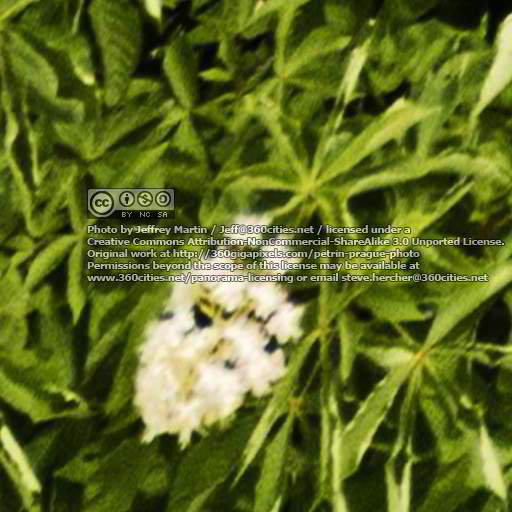 cc
BY NC SA
Photo by Jeffrey Martin / Jeff@360cities.net / licensed under a
Creative Commons Attribution-NonCommercial-ShareAlike 3.0 Unported License.
Original work at http://360gigapixels.com/petrin-prague-photo
Permissions beyond the scope of this license may be available at
www.360cities.net/panorama-licensing or email steve.hercher@360cities.net